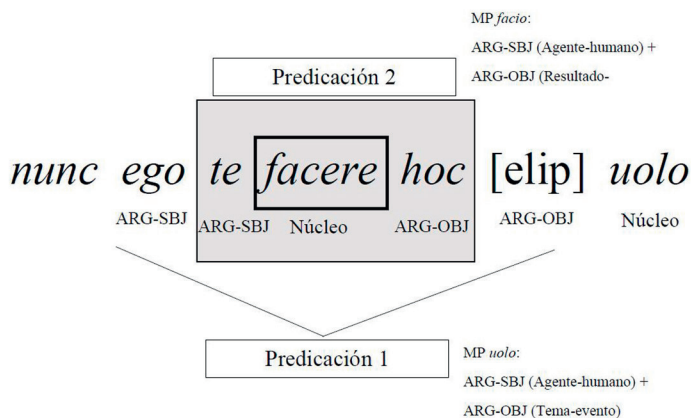 MP facio:
ARG-SBJ (Agente-humano) +
ARG-OBJ (Resultado-
Predicación 2
nunc ego te facere hoc [elip] uolo
ARG-SBJ ARG-SBJ Núcleo ARG-OBJ ARG-OBJ Núcleo
Predicación 1
MP uolo:
ARG-SBJ (Agente-humano) +
ARG-OBJ (Tema-evento)